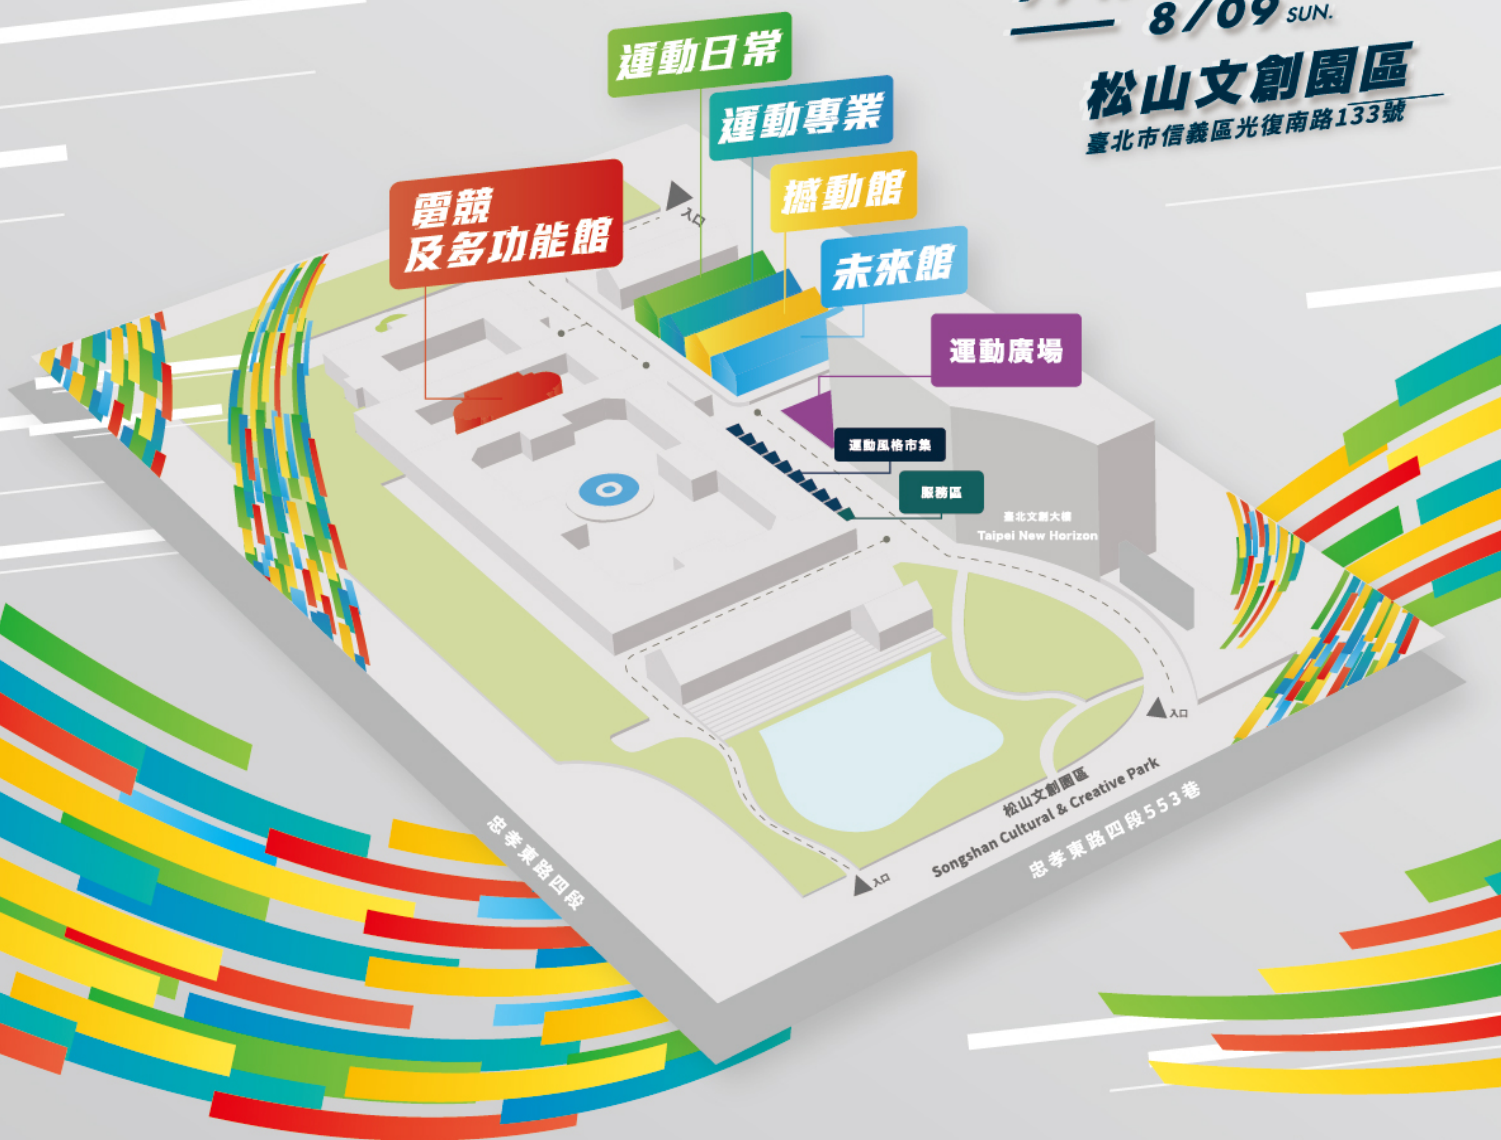 8/09 SUN.
松山文創園區
臺北市信義區光復南路133號
運動日常
運動專業
撼動館
電競
及多功能館
入口
未來館
運動廣場
運動風格市集
服務區
臺北文創大樓
Taipei New Horizon
入口
松山文創園區
Songshan Cultural & Creative Park
忠孝東路四段553巷
入口
忠孝東路四段